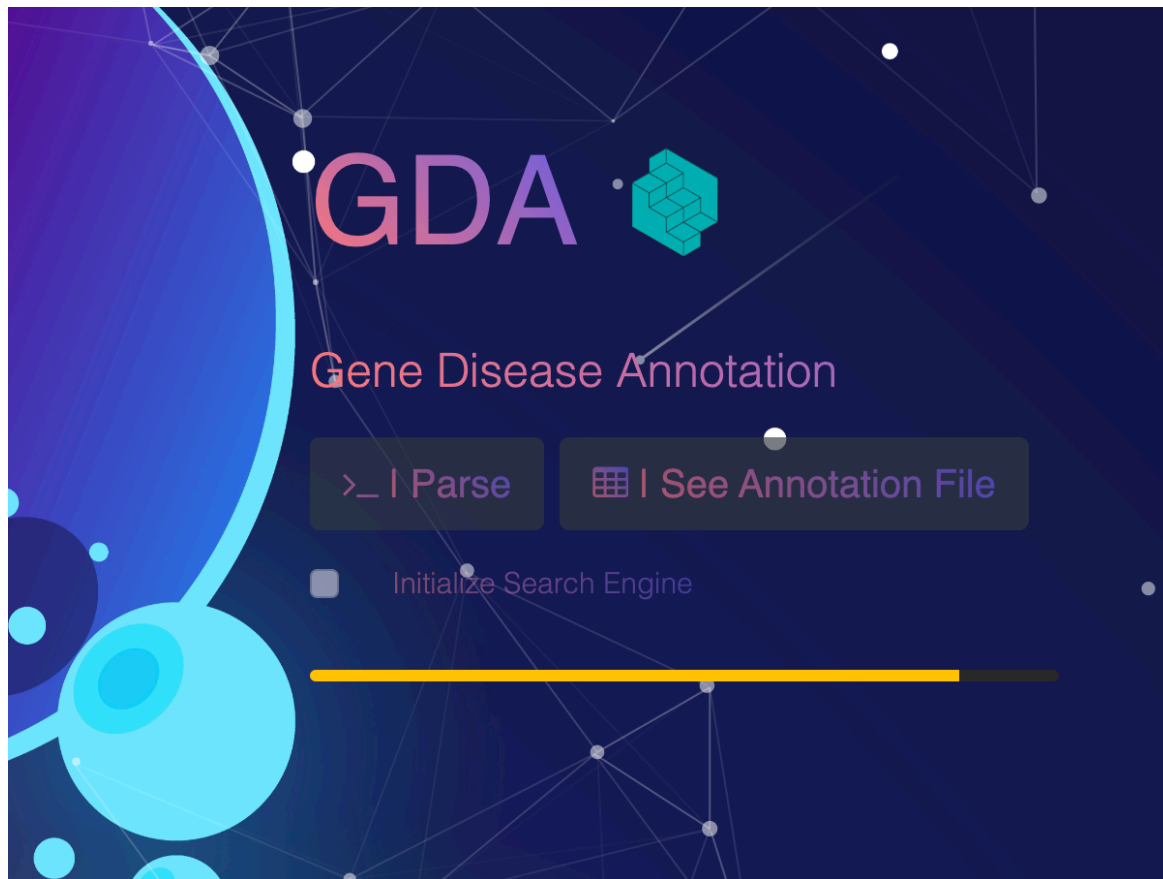 GDA
Gene Disease Annotation
>_ | Parse
| See Annotation File
Initialize Search Engine